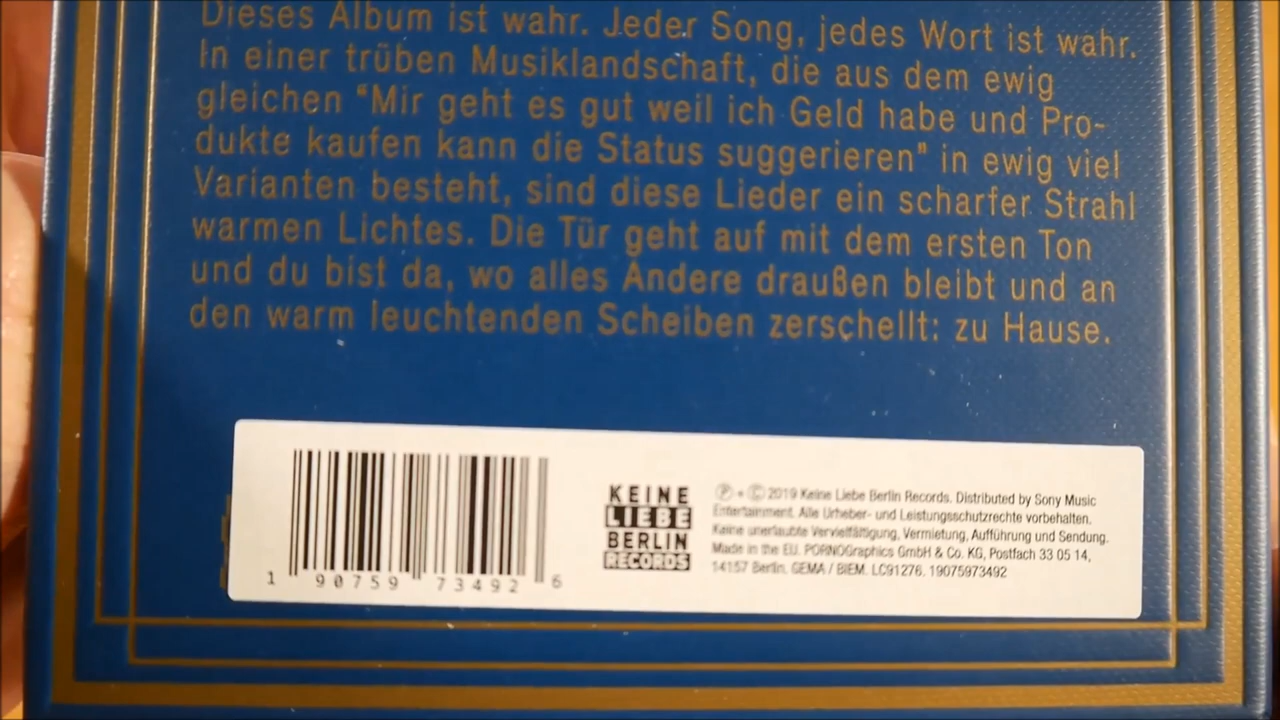 Dieses Album ist wahr. Jeder Song, jedes Wort ist wahr.
In einer trüben Musiklandschaft, die aus dem ewig
gleichen "Mir geht es gut weil ich Geld habe und Pro-
dukte kaufen kann die Status suggerieren" in ewig viel
Varianten besteht, sind diese Lieder ein scharfer Strahl
warmen Lichtes. Die Tür geht auf mit dem ersten Ton
und du bist da, wo alles Andere draußen bleibt und an
den warm leuchtenden Scheiben zerschellt: zu Hause.
1 90759 73492 6
KEINE
LIEBE
BERLIN
RECORDS
℗ + © 2019 Keine Liebe Berlin Records. Distributed by Sony Music
Entertainment. Alle Urheber- und Leistungsschutzrechte vorbehalten.
Keine unerlaubte Vervielfältigung, Vermietung, Aufführung und Sendung.
Made in the EU. PORNOGraphics GmbH & Co. KG, Postfach 33 05 14,
14157 Berlin. GEMA / BIEM. LC91276. 19075973492